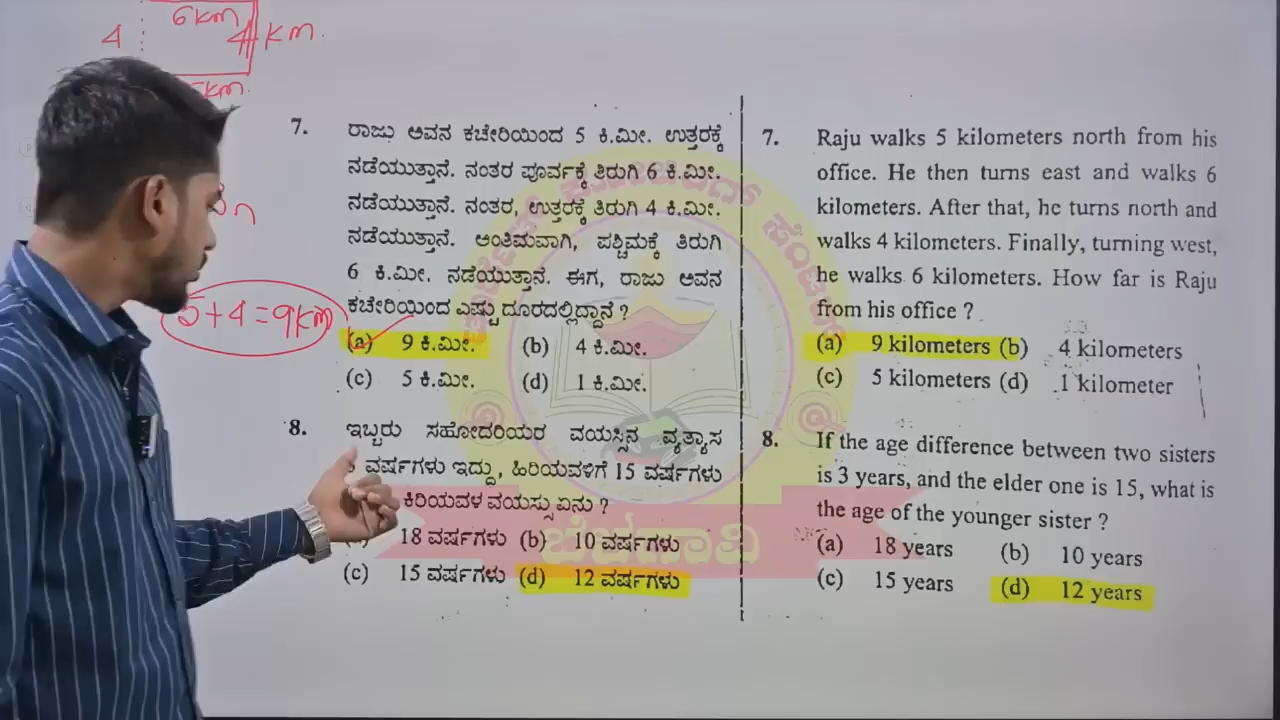 6km
4
4km.
km.
5+4=9km
7. ರಾಜು ಅವನ ಕಚೇರಿಯಿಂದ 5 ಕಿ.ಮೀ. ಉತ್ತರಕ್ಕೆ
ನಡೆಯುತ್ತಾನೆ. ನಂತರ ಪೂರ್ವಕ್ಕೆ ತಿರುಗಿ 6 ಕಿ.ಮೀ.
ನಡೆಯುತ್ತಾನೆ. ನಂತರ, ಉತ್ತರಕ್ಕೆ ತಿರುಗಿ 4 ಕಿ.ಮೀ.
ನಡೆಯುತ್ತಾನೆ. ಅಂತಿಮವಾಗಿ, ಪಶ್ಚಿಮಕ್ಕೆ ತಿರುಗಿ
6 ಕಿ.ಮೀ. ನಡೆಯುತ್ತಾನೆ. ಈಗ, ರಾಜು ಅವನ
ಕಚೇರಿಯಿಂದ ಎಷ್ಟು ದೂರದಲ್ಲಿದ್ದಾನೆ ?
(a) 9 ಕಿ.ಮೀ. (b) 4 ಕಿ.ಮೀ.
(c) 5 ಕಿ.ಮೀ. (d) 1 ಕಿ.ಮೀ.
8. ಇಬ್ಬರು ಸಹೋದರಿಯರ ವಯಸ್ಸಿನ ವ್ಯತ್ಯಾಸ
ವರ್ಷಗಳು ಇದ್ದು, ಹಿರಿಯವಳಿಗೆ 15 ವರ್ಷಗಳು
ಕಿರಿಯವಳ ವಯಸ್ಸು ಏನು ?
18 ವರ್ಷಗಳು (b) 10 ವರ್ಷಗಳು
(c) 15 ವರ್ಷಗಳು (d) 12 ವರ್ಷಗಳು
7. Raju walks 5 kilometers north from his
office. He then turns east and walks 6
kilometers. After that, he turns north and
walks 4 kilometers. Finally, turning west,
he walks 6 kilometers. How far is Raju
from his office ?
(a) 9 kilometers (b) 4 kilometers
(c) 5 kilometers (d) 1 kilometer
8. If the age difference between two sisters
is 3 years, and the elder one is 15, what is
the age of the younger sister ?
(a) 18 years (b) 10 years
(c) 15 years (d) 12 years
ಬೆಳಗಾವಿ